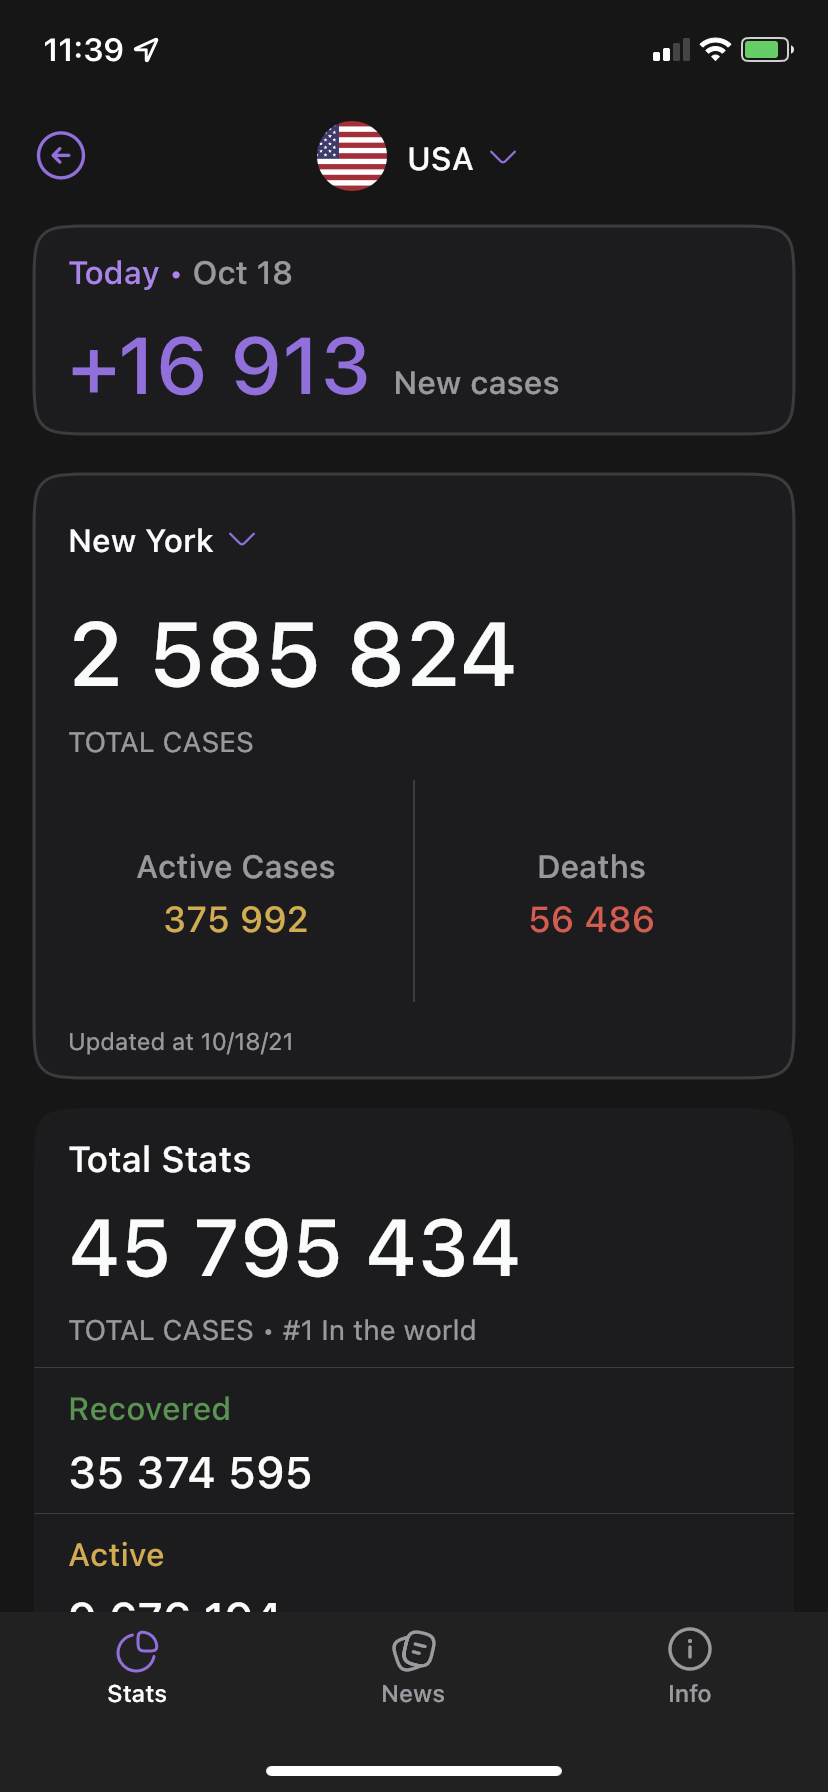 11:39
USA
Today • Oct 18
+16 913 New cases
New York
2 585 824
TOTAL CASES
Active Cases Deaths
375 992 56 486
Updated at 10/18/21
Total Stats
45 795 434
TOTAL CASES • #1 In the world
Recovered
35 374 595
Active
Stats News Info